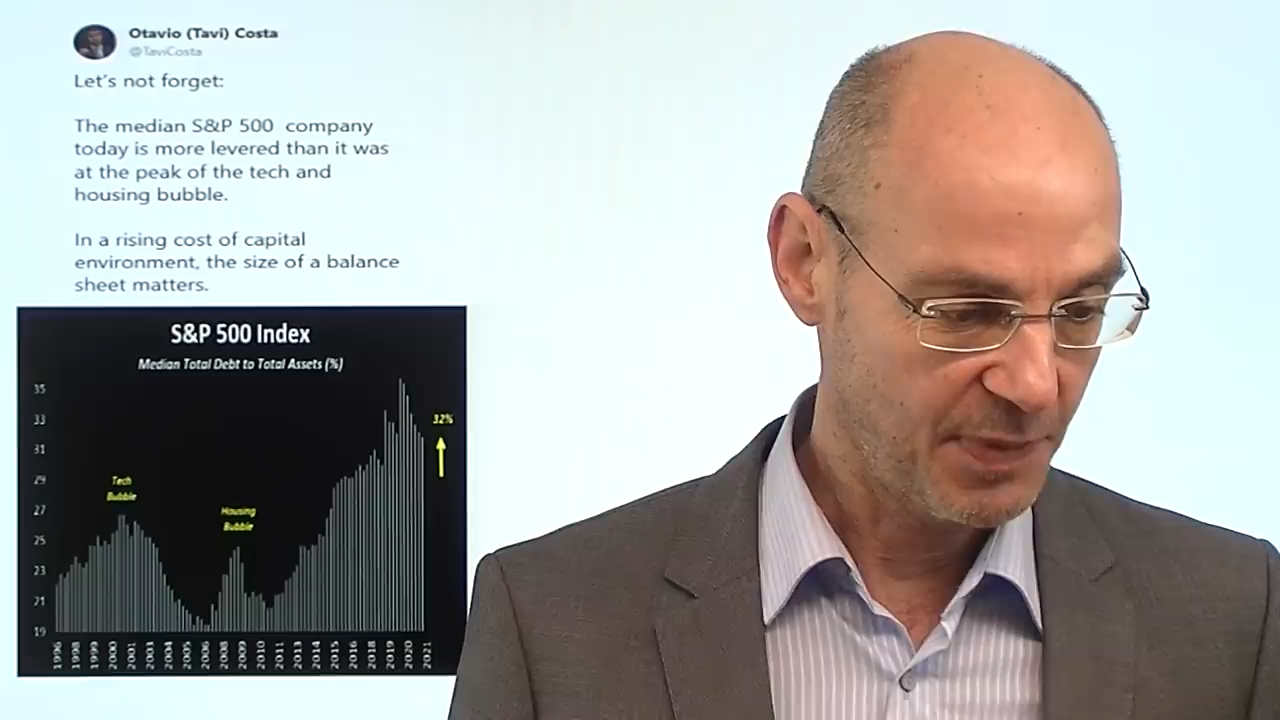 Otavio (Tavi) Costa
@TaviCosta
Let's not forget:
The median S&P 500 company
today is more levered than it was
at the peak of the tech and
housing bubble.
In a rising cost of capital
environment, the size of a balance
sheet matters.
S&P 500 Index
Median Total Debt to Total Assets (%)
35
33
32%
31
29
Tech
Bubble
27
Housing
Bubble
25
23
21
19
1996
1998
1999
2000
2001
2003
2004
2005
2006
2008
2009
2010
2011
2013
2014
2015
2016
2018
2019
2020
2021